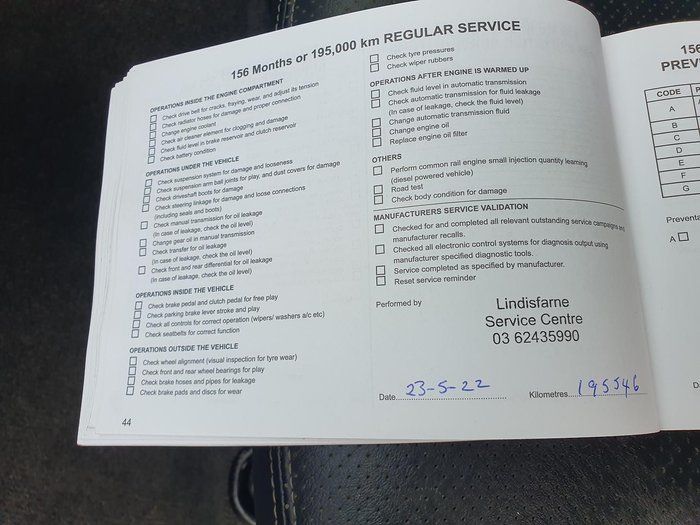 156 Months or 195,000 km REGULAR SERVICE
OPERATIONS INSIDE THE ENGINE COMPARTMENT
Check drive belt for cracks, fraying, wear, and adjust its tension
Check radiator hoses for damage and proper connection
Change engine coolant
Check air cleaner element for clogging and damage
Check fluid level in brake reservoir and clutch reservoir
Check battery condition
OPERATIONS UNDER THE VEHICLE
Check suspension system for damage and looseness
Check suspension arm ball joints for play, and dust covers for damage
Check driveshaft boots for damage
Check steering linkage for damage and loose connections
(including seals and boots)
Check manual transmission for oil leakage
(In case of leakage, check the oil level)
Change gear oil in manual transmission
Check transfer for oil leakage
(In case of leakage, check the oil level)
Check front and rear differential for oil leakage
(In case of leakage, check the oil level)
OPERATIONS INSIDE THE VEHICLE
Check brake pedal and clutch pedal for free play
Check parking brake lever stroke and play
Check all controls for correct operation (wipers/ washers a/c etc)
Check seatbelts for correct function
OPERATIONS OUTSIDE THE VEHICLE
Check wheel alignment (visual inspection for tyre wear)
Check front and rear wheel bearings for play
Check brake hoses and pipes for leakage
Check brake pads and discs for wear
44
Check tyre pressures
Check wiper rubbers
OPERATIONS AFTER ENGINE IS WARMED UP
Check fluid level in automatic transmission
Check automatic transmission for fluid leakage
(In case of leakage, check the fluid level)
Change automatic transmission fluid
Change engine oil
Replace engine oil filter
OTHERS
Perform common rail engine small injection quantity learning
(diesel powered vehicle)
Road test
Check body condition for damage
MANUFACTURERS SERVICE VALIDATION
Checked for and completed all relevant outstanding service campaigns and
manufacturer recalls.
Checked all electronic control systems for diagnosis output using
manufacturer specified diagnostic tools.
Service completed as specified by manufacturer.
Reset service reminder
Performed by
Lindisfarne
Service Centre
03 62435990
Date 23-5-22 Kilometres 195546
156
PREV
CODE
A
B
C
D
E
F
G
Prevent
A